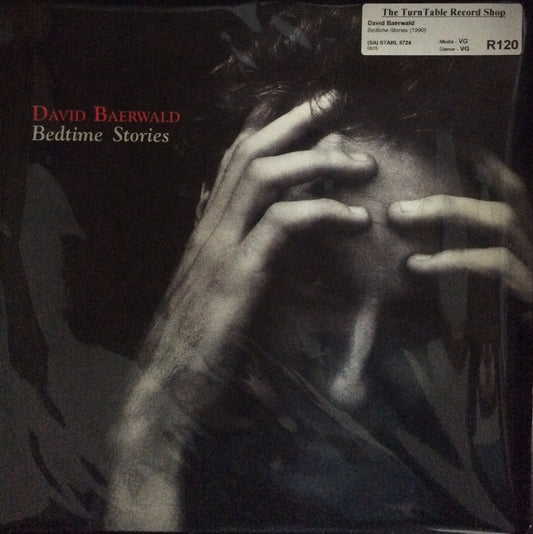 The TurnTable Record Shop
David Baerwald
Bedtime Stories (1990)
(SA) STARL 5724
Media - VG
Sleeve - VG
R120
DAVID BAERWALD
Bedtime Stories